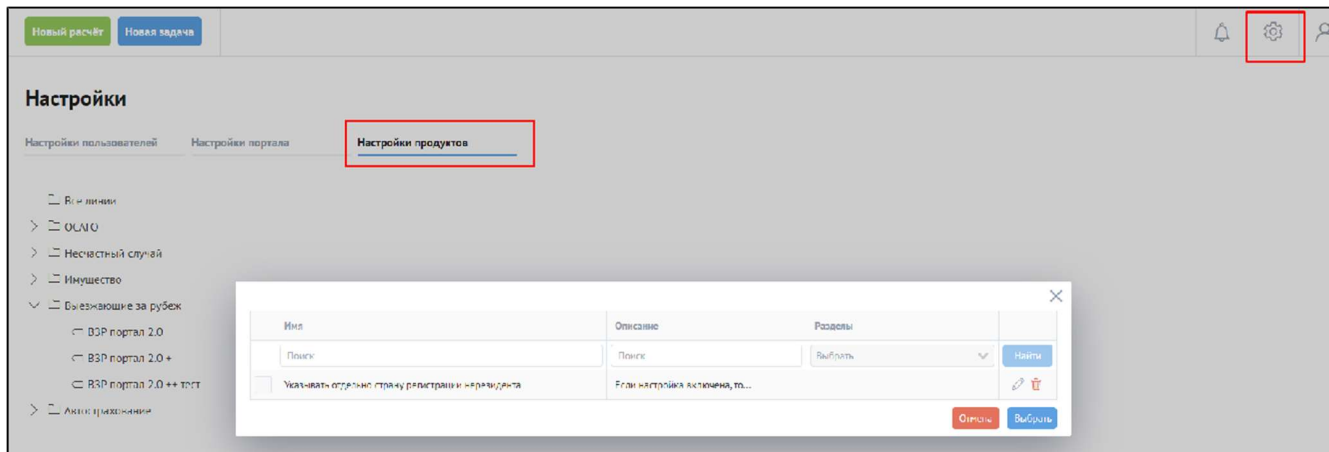 Новый расчёт Новая задача
Настройки
Настройки пользователей Настройки портала Настройки продуктов
Все линии
ОСАГО
Несчастный случай
Имущество
Выезжающие за рубеж
ВЗР портал 2.0
ВЗР портал 2.0 +
ВЗР портал 2.0 ++ тест
Автострахование
Имя Описание Разделы
Поиск Поиск Выбрать Найти
Указывать отдельно страну регистрации нерезидента Если настройка включена, то...
Отмена Выбрать